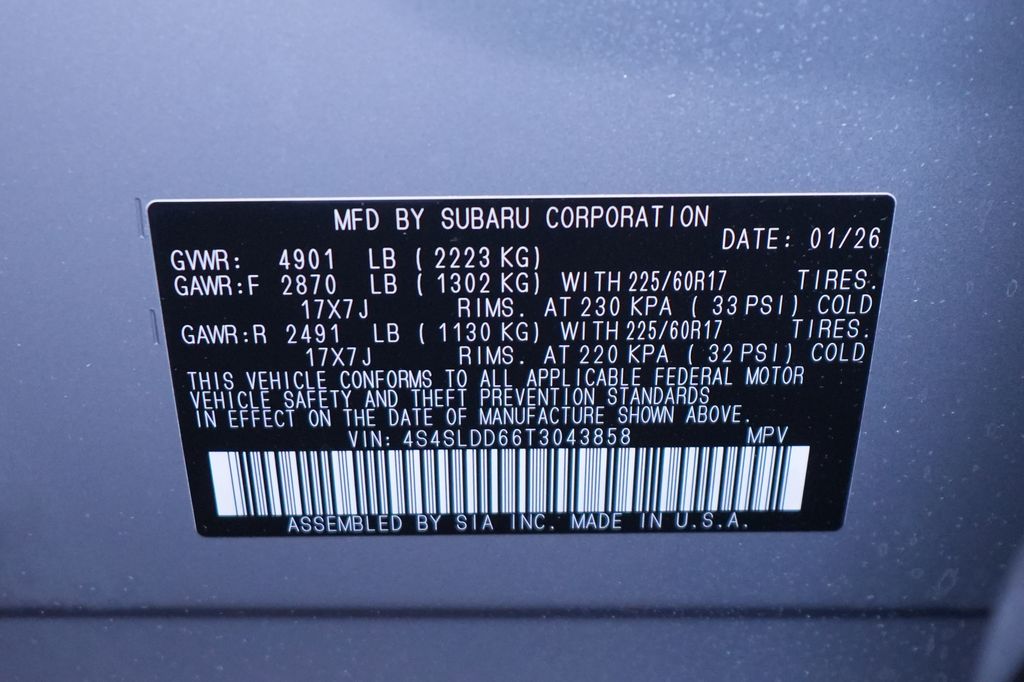 MFD BY SUBARU CORPORATION
DATE: 01/26
GVWR: 4901 LB ( 2223 KG)
GAWR:F 2870 LB ( 1302 KG) WITH 225/60R17 TIRES.
17X7J RIMS. AT 230 KPA ( 33 PSI) COLD
GAWR:R 2491 LB ( 1130 KG) WITH 225/60R17 TIRES.
17X7J RIMS. AT 220 KPA ( 32 PSI) COLD
THIS VEHICLE CONFORMS TO ALL APPLICABLE FEDERAL MOTOR
VEHICLE SAFETY AND THEFT PREVENTION STANDARDS
IN EFFECT ON THE DATE OF MANUFACTURE SHOWN ABOVE.
VIN: 4S4SLDD66T3043858 MPV
ASSEMBLED BY SIA INC. MADE IN U.S.A.